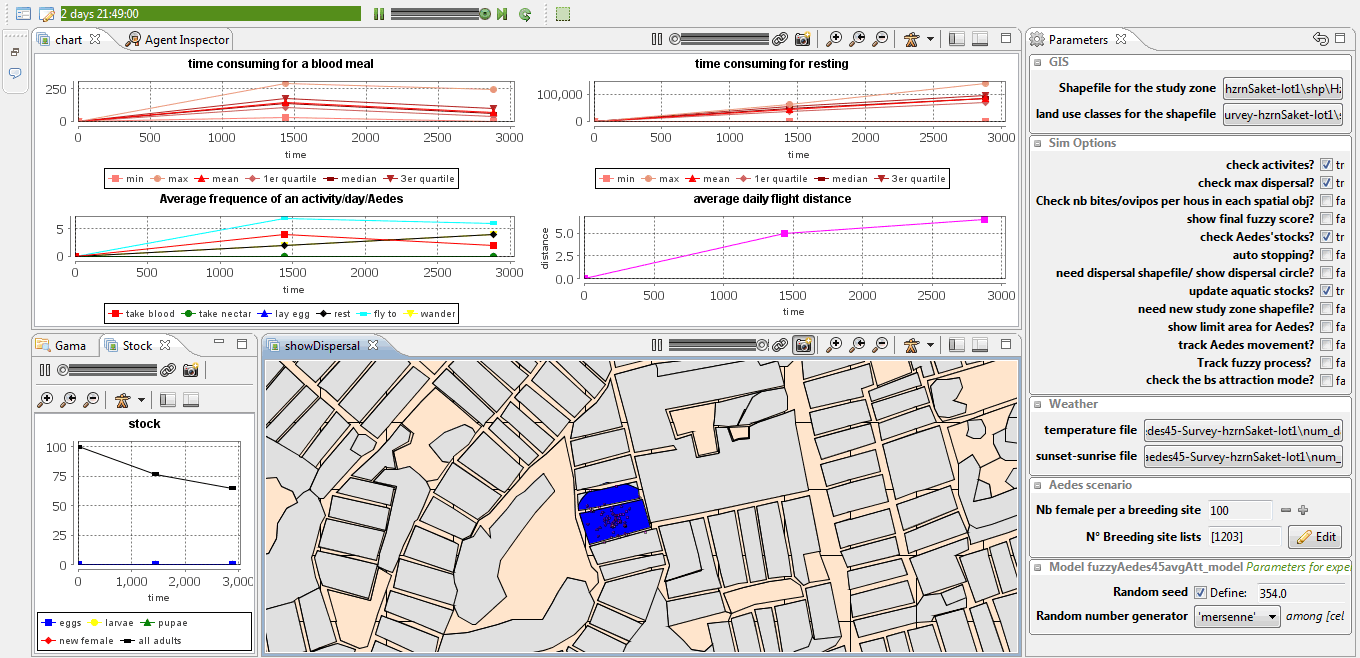 2 days 21:49:00
chart
Agent Inspector
time consuming for a blood meal
250
0
0 500 1000 1500 2000 2500 3000
time
min max mean 1er quartile median 3er quartile
time consuming for resting
100,000
0
0 500 1000 1500 2000 2500 3000
time
min max mean 1er quartile median 3er quartile
Average frequence of an activity/day/Aedes
5
0
0 500 1000 1500 2000 2500 3000
time
take blood take nectar lay egg rest fly to wander
average daily flight distance
distance
5.0
2.5
0.0
0 500 1000 1500 2000 2500 3000
time
Gama
Stock
stock
100
75
50
25
0
0 1,000 2,000 3,000
time
eggs larvae pupae
new female all adults
showDispersal
Parameters
GIS
Shapefile for the study zone hzrnSaket-lot1\shp\Hz
land use classes for the shapefile urvey-hzrnSaket-lot1\s
Sim Options
check activites? tr
check max dispersal? tr
Check nb bites/ovipos per hous in each spatial obj? fa
show final fuzzy score? fa
check Aedes'stocks? tr
auto stopping? fa
need dispersal shapefile/ show dispersal circle? fa
update aquatic stocks? tr
need new study zone shapefile? fa
show limit area for Aedes? fa
track Aedes movement? fa
Track fuzzy process? fa
check the bs attraction mode? fa
Weather
temperature file edes45-Survey-hzrnSaket-lot1\num_d
sunset-sunrise file aedes45-Survey-hzrnSaket-lot1\num_
Aedes scenario
Nb female per a breeding site 100
N° Breeding site lists [1203] Edit
Model fuzzyAedes45avgAtt_model Parameters for expe
Random seed Define: 354.0
Random number generator 'mersenne' among [cel